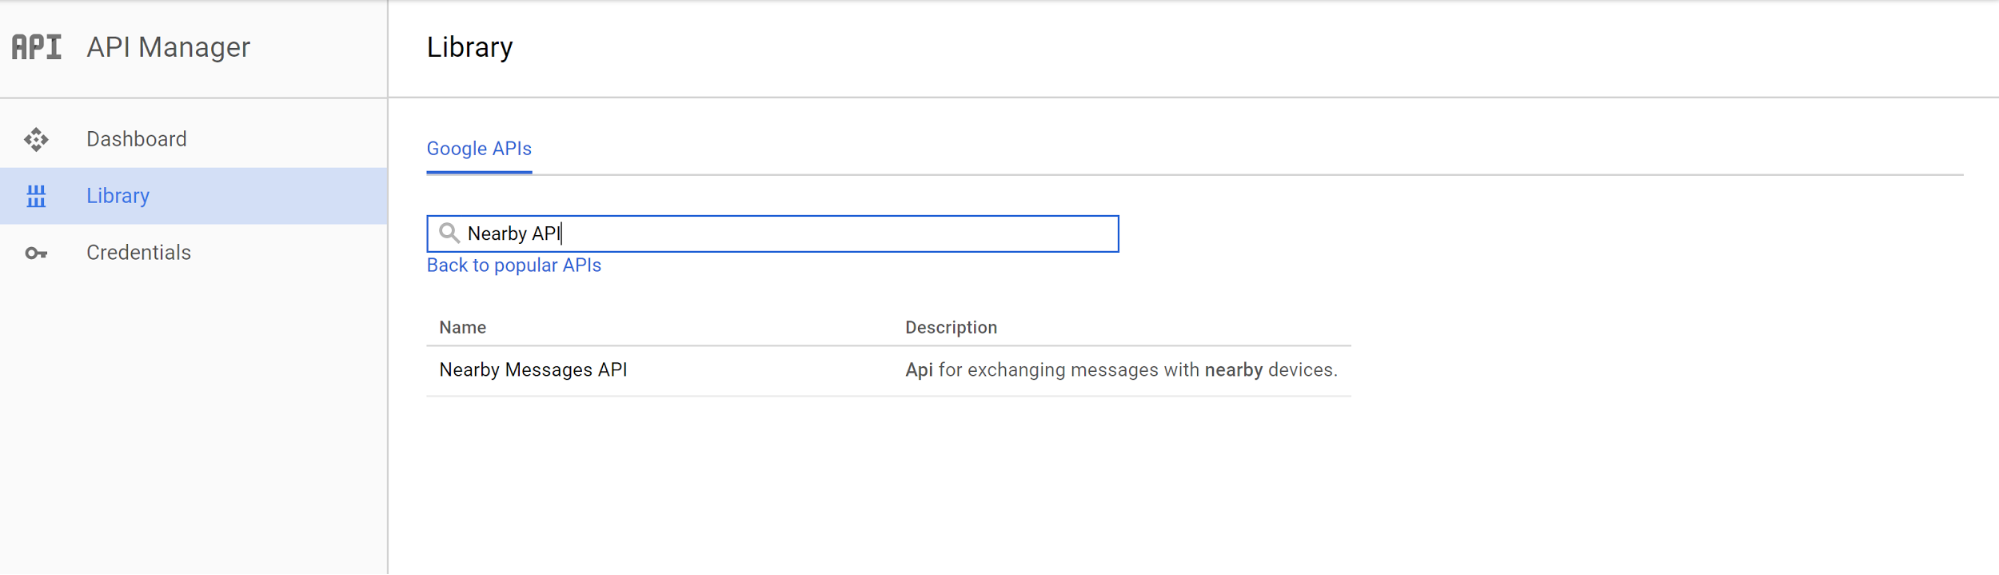 API API Manager
Library
Dashboard
Library
Credentials
Google APIs
Nearby API
Back to popular APIs
Name Description
Nearby Messages API Api for exchanging messages with nearby devices.